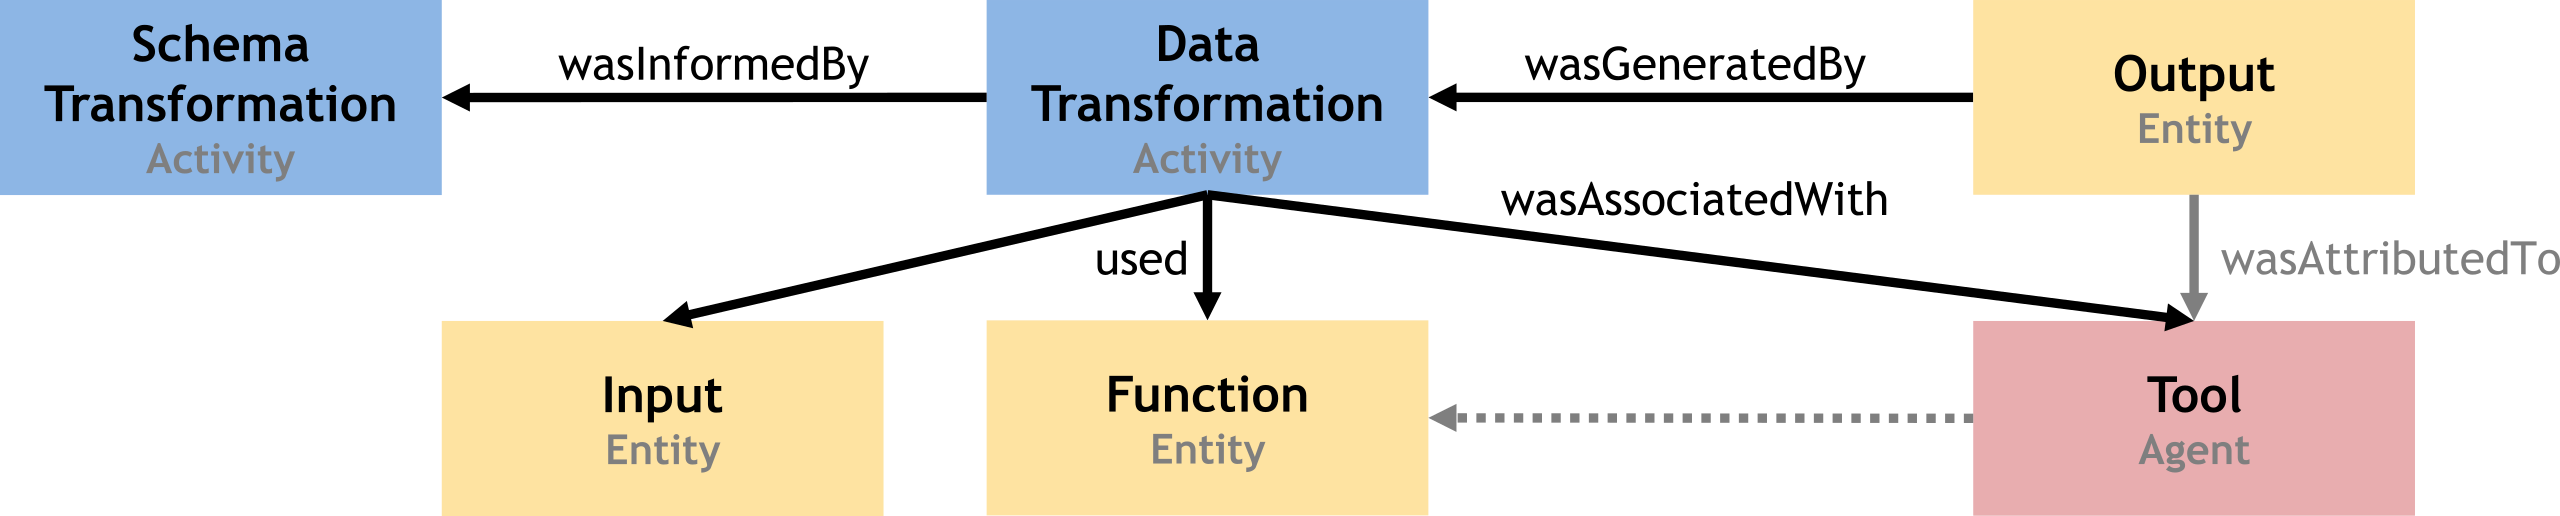 Schema
Transformation
Activity
wasInformedBy
Data
Transformation
Activity
wasGeneratedBy
Output
Entity
used
wasAssociatedWith
wasAttributedTo
Input
Entity
Function
Entity
Tool
Agent